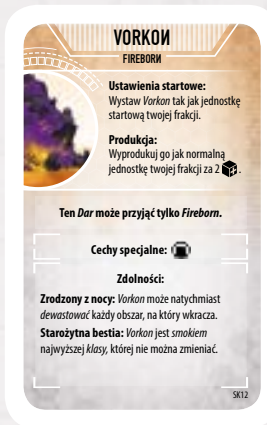 VORKON
FIREBORN
Ustawienia startowe:
Wystaw Vorkon tak jak jednostkę
startową twojej frakcji.
Produkcja:
Wyprodukuj go jak normalną
jednostkę twojej frakcji za 2 .
Ten Dar może przyjąć tylko Fireborn.
Cechy specjalne:
Zdolności:
Zrodzony z nocy: Vorkon może natychmiast
dewastować każdy obszar, na który wkracza.
Starożytna bestia: Vorkon jest smokiem
najwyższej klasy, której nie można zmieniać.
SK12